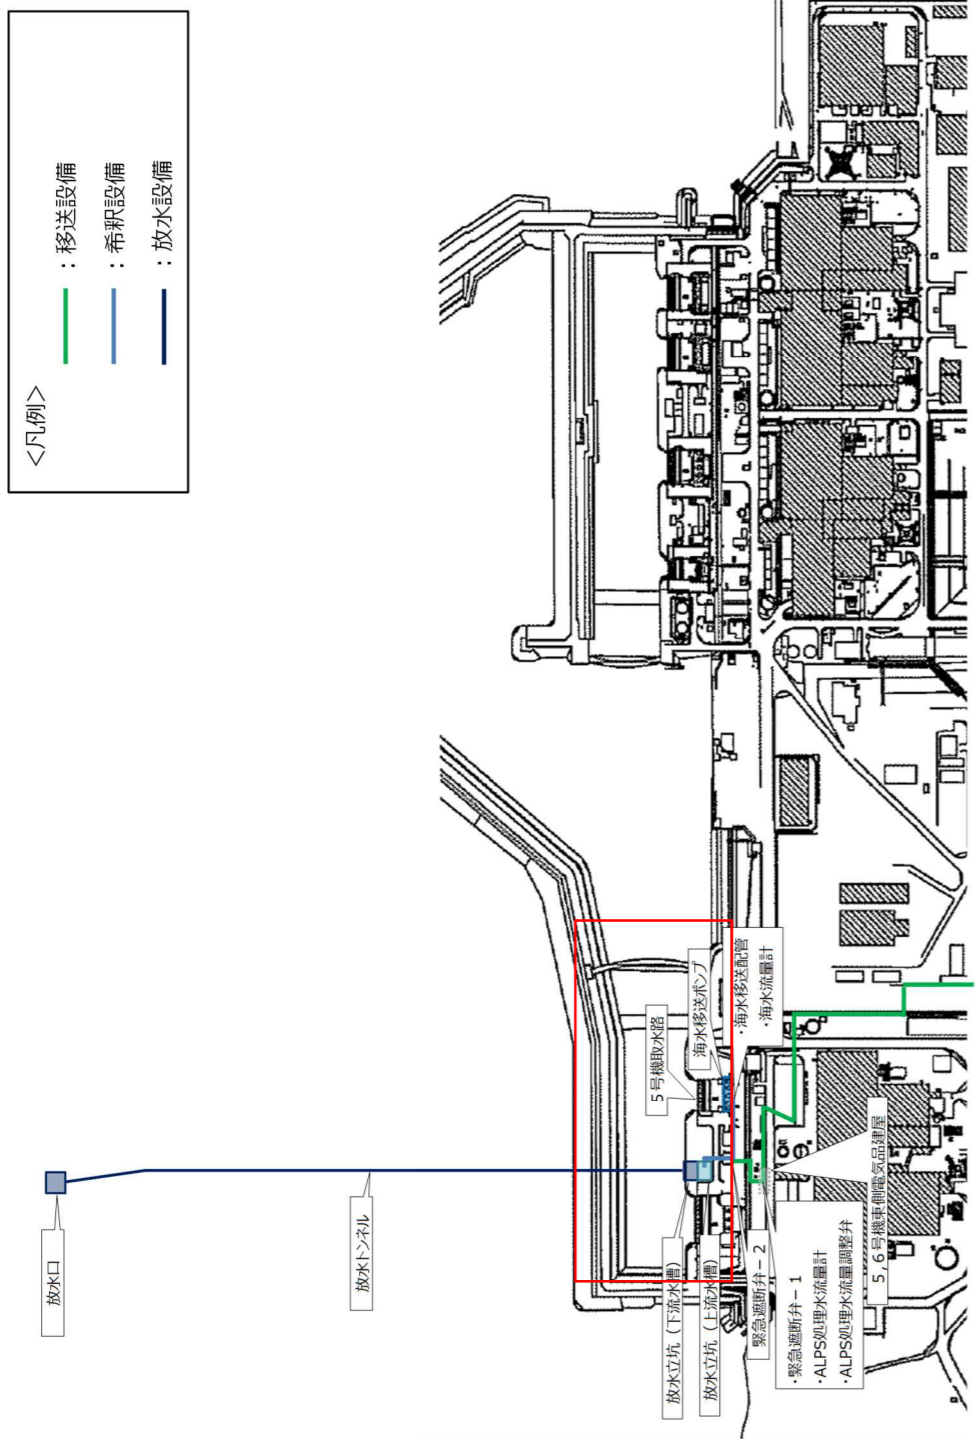 <凡例>
：移送設備
：希釈設備
：放水設備
放水口
放水トンネル
5号機取水路
海水移送ポンプ
・海水移送配管
・海水流量計
放水立坑（下流水槽）
放水立坑（上流水槽）
緊急遮断弁－2
・緊急遮断弁－1
・ALPS処理水流量計
・ALPS処理水流量調整弁
5,6号機東側電気品建屋